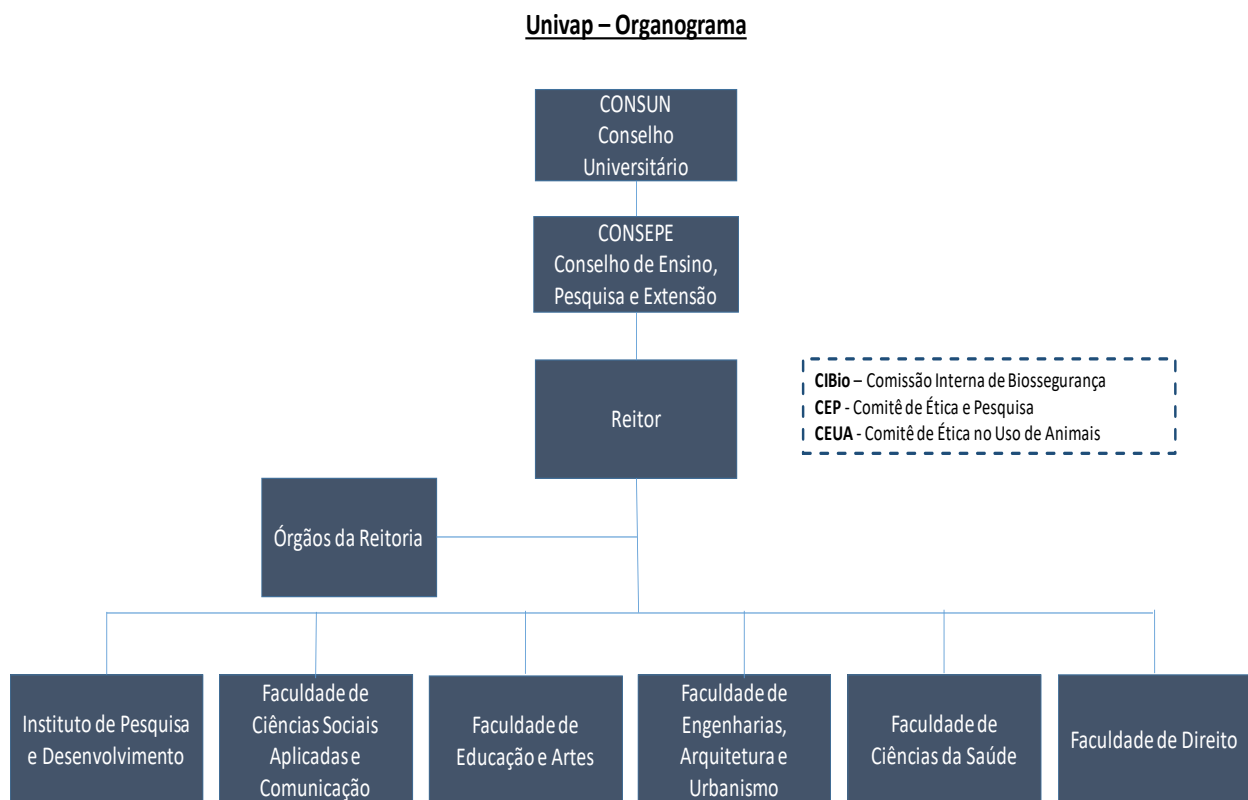 Univap – Organograma
CONSUN
Conselho
Universitário
CONSEPE
Conselho de Ensino,
Pesquisa e Extensão
Reitor
CIBio – Comissão Interna de Biossegurança
CEP - Comitê de Ética e Pesquisa
CEUA - Comitê de Ética no Uso de Animais
Órgãos da Reitoria
Instituto de Pesquisa
e Desenvolvimento
Faculdade de
Ciências Sociais
Aplicadas e
Comunicação
Faculdade de
Educação e Artes
Faculdade de
Engenharias,
Arquitetura e
Urbanismo
Faculdade de
Ciências da Saúde
Faculdade de Direito